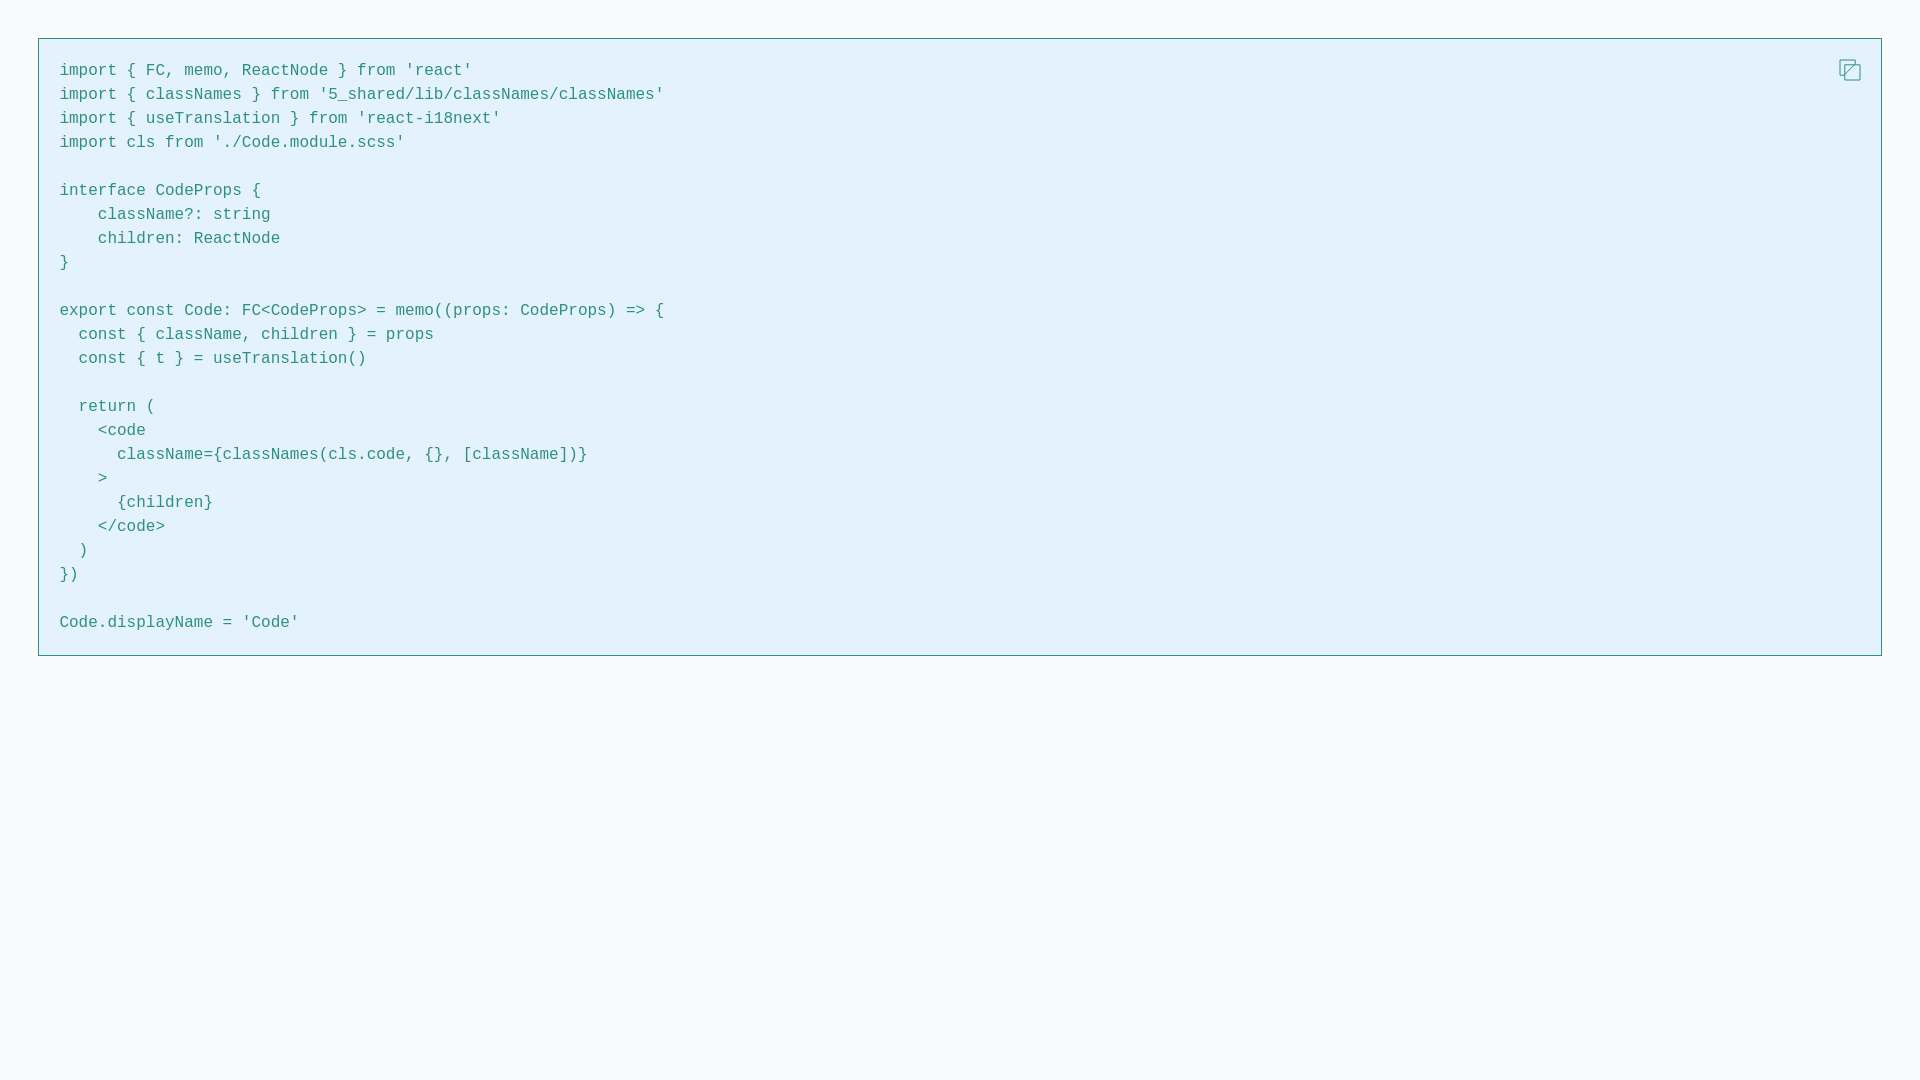 import { FC, memo, ReactNode } from 'react'
import { classNames } from '5_shared/lib/classNames/classNames'
import { useTranslation } from 'react-i18next'
import cls from './Code.module.scss'

interface CodeProps {
    className?: string
    children: ReactNode
}

export const Code: FC<CodeProps> = memo((props: CodeProps) => {
  const { className, children } = props
  const { t } = useTranslation()

  return (
    <code
      className={classNames(cls.code, {}, [className])}
    >
      {children}
    </code>
  )
})

Code.displayName = 'Code'